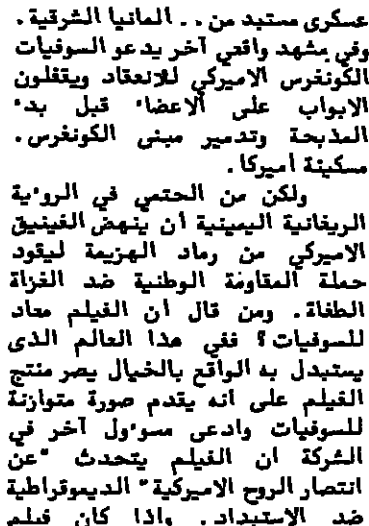 عسكرى مستبد من .. المانيا الشرقية .
وفي مشهد واقعي آخر يدعو السوفيات
الكونغرس الاميركي للانعقاد ويقفلون
الابواب على الاعضاء قبل بدء
المذبحة وتدمير مبنى الكونغرس .
مسكينة اميركا .
ولكن من الحتمي في الروءية
الريغانية اليمينية أن ينهض الفينيق
الاميركي من رماد الهزيمة ليقود
حملة المقاومة الوطنية ضد الغزاة
الطغاة . ومن قال أن الفيلم معاد
للسوفيات ؟ ففي هذا العالم الذى
يستبدل به الواقع بالخيال يصر منتج
الفيلم على انه يقدم صورة متوازنة
للسوفيات وادعى مسوءول آخر في
الشركة ان الفيلم يتحدث "عن
انتصار الروح الاميركية" الديموقراطية
ضد الاستبداد . واذا كان فيلم